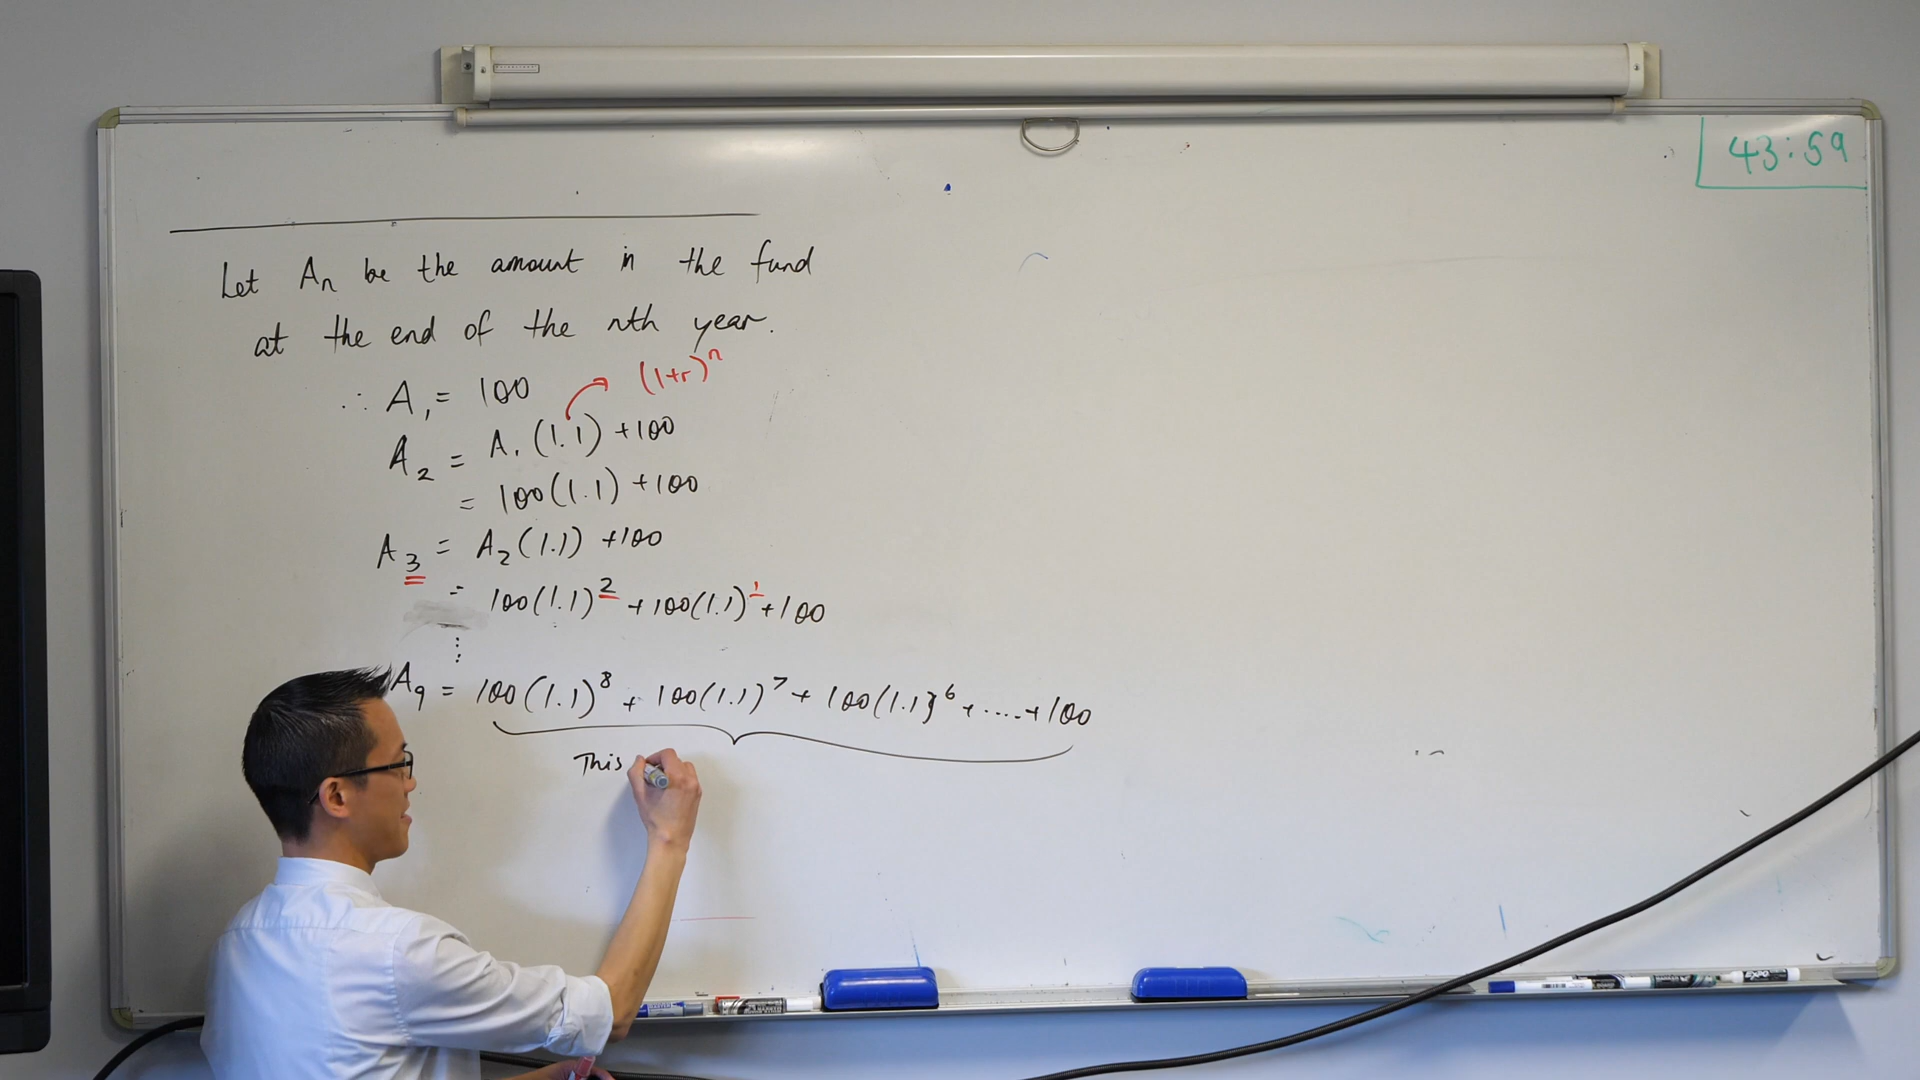 43:59
Let Aₙ be the amount in the fund
at the end of the nth year.
∴ A₁ = 100
(1+r)ⁿ
A₂ = A₁ (1.1) +100
= 100(1.1) +100
A₃ = A₂(1.1) +100
= 100(1.1)² +100(1.1)¹ +100
⋮
A₉ = 100(1.1)⁸ + 100(1.1)⁷ + 100(1.1)⁶ + .... + 100
This
EXPO